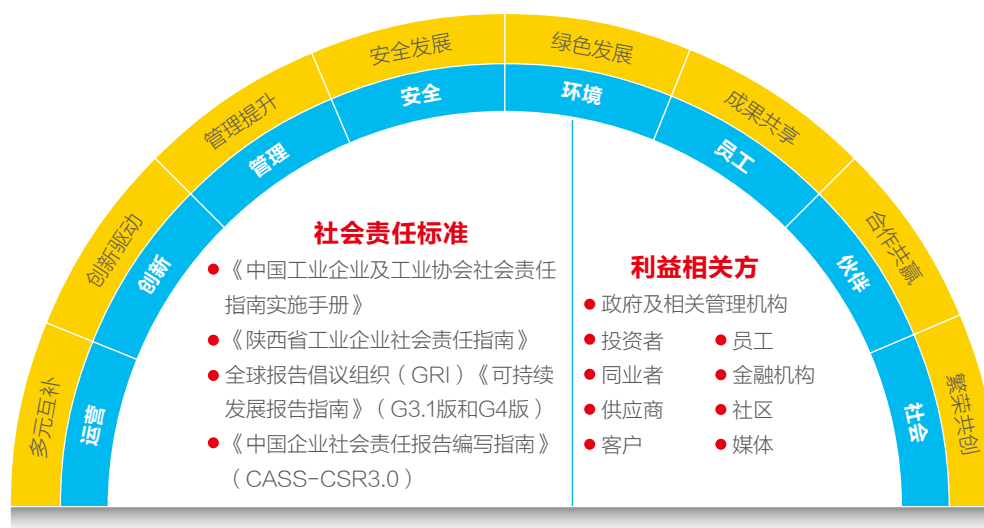 多元互补
创新驱动
管理提升
安全发展
绿色发展
成果共享
合作共赢
繁荣共创
运营
创新
管理
安全
环境
员工
伙伴
社会
社会责任标准
《中国工业企业及工业协会社会责任
指南实施手册》
《陕西省工业企业社会责任指南》
全球报告倡议组织（GRI）《可持续
发展报告指南》（G3.1版和G4版）
《中国企业社会责任报告编写指南》
（CASS-CSR3.0）
利益相关方
政府及相关管理机构
投资者 员工
同业者 金融机构
供应商 社区
客户 媒体